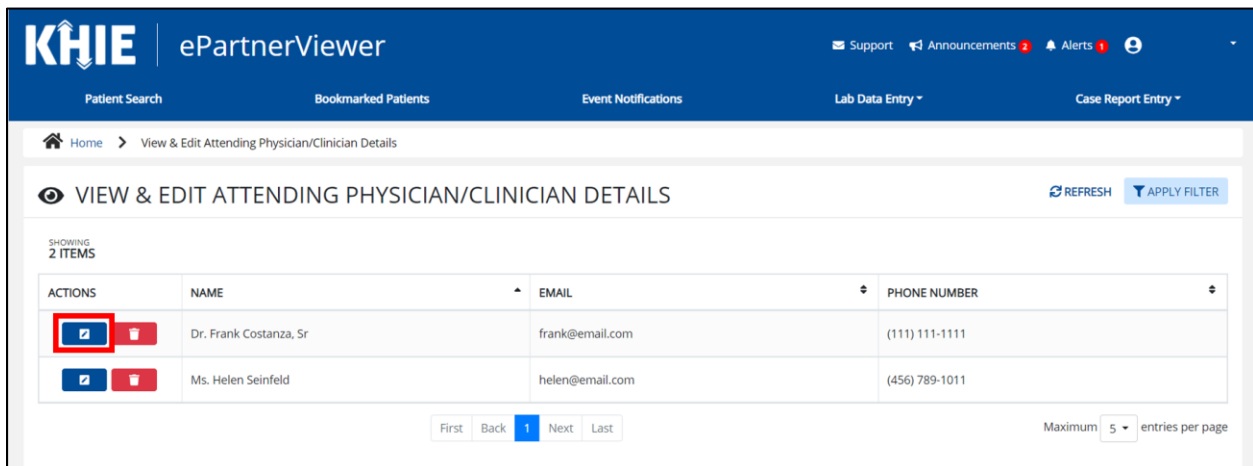 KHIE ePartnerViewer Support Announcements 2 Alerts 1
Patient Search Bookmarked Patients Event Notifications Lab Data Entry Case Report Entry
Home > View & Edit Attending Physician/Clinician Details
VIEW & EDIT ATTENDING PHYSICIAN/CLINICIAN DETAILS REFRESH APPLY FILTER
SHOWING
2 ITEMS
ACTIONS NAME EMAIL PHONE NUMBER
Dr. Frank Costanza, Sr frank@email.com (111) 111-1111
Ms. Helen Seinfeld helen@email.com (456) 789-1011
First Back 1 Next Last Maximum 5 entries per page